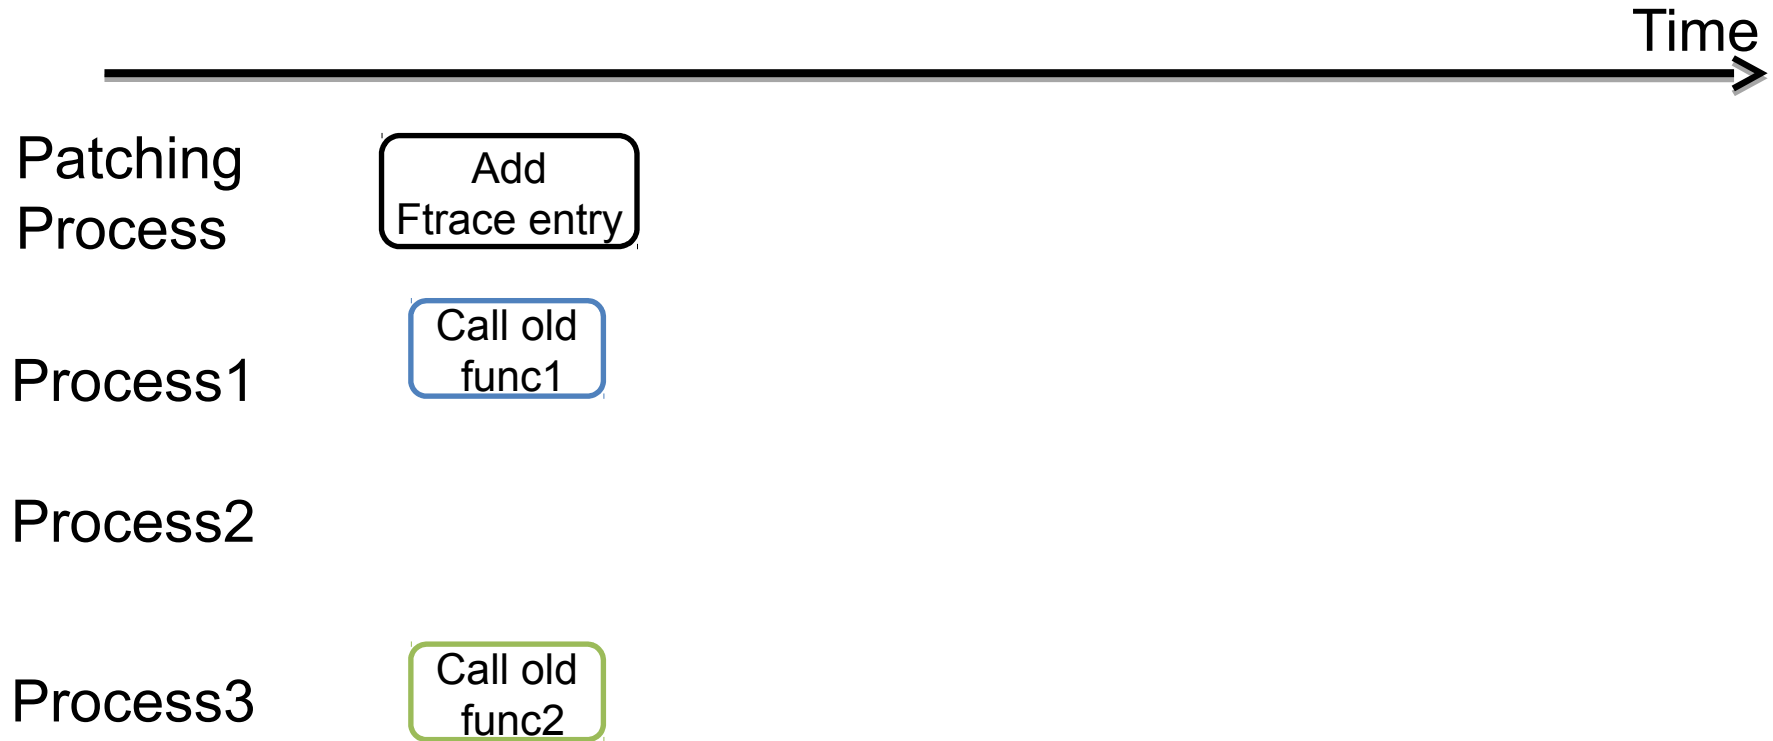 Time
Patching
Process
Add
Ftrace entry
Process1
Call old
func1
Process2
Process3
Call old
func2